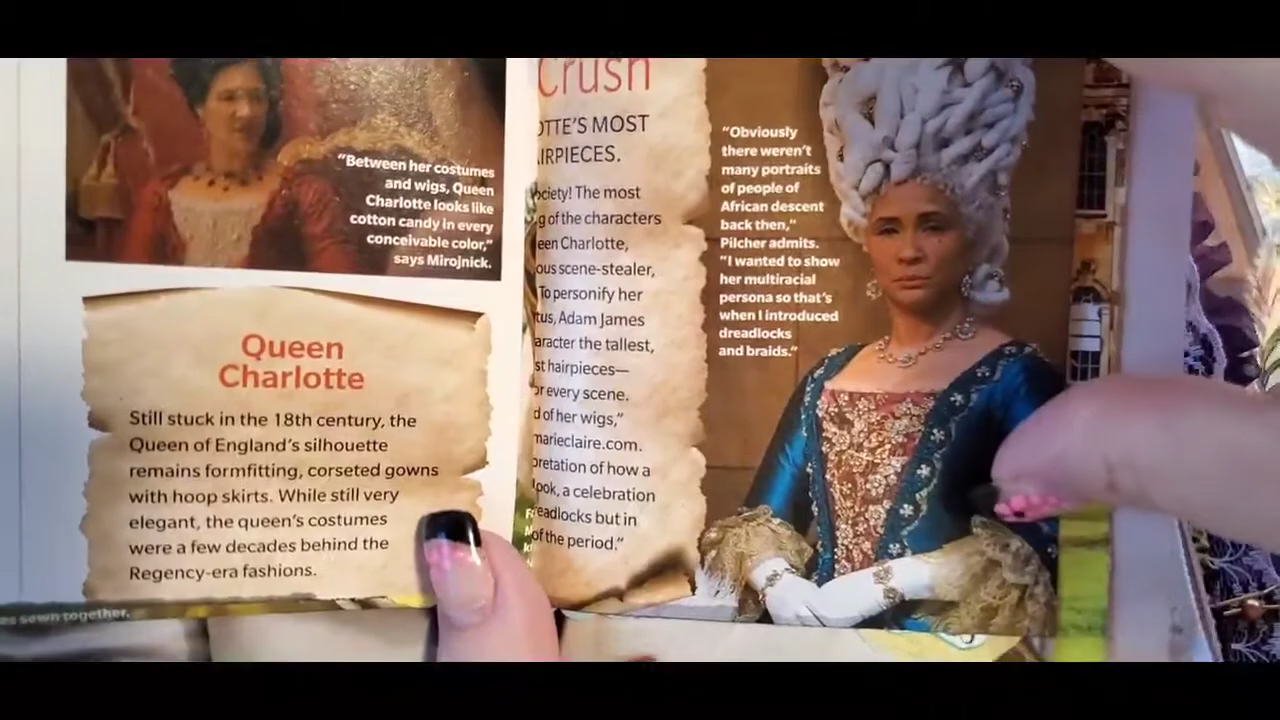 "Between her costumes
and wigs, Queen
Charlotte looks like
cotton candy in every
conceivable color,"
says Mirojnick.
Queen
Charlotte
Still stuck in the 18th century, the
Queen of England's silhouette
remains formfitting, corseted gowns
with hoop skirts. While still very
elegant, the queen's costumes
were a few decades behind the
Regency-era fashions.
sewn together.
Crush
OTTE'S MOST
AIRPIECES.
ociety! The most
g of the characters
een Charlotte,
ous scene-stealer,
To personify her
tus, Adam James
aracter the tallest,
st hairpieces—
or every scene.
d of her wigs,"
marieclaire.com.
pretation of how a
ook, a celebration
readlocks but in
of the period."
"Obviously
there weren't
many portraits
of people of
African descent
back then,"
Pilcher admits.
"I wanted to show
her multiracial
persona so that's
when I introduced
dreadlocks
and braids."